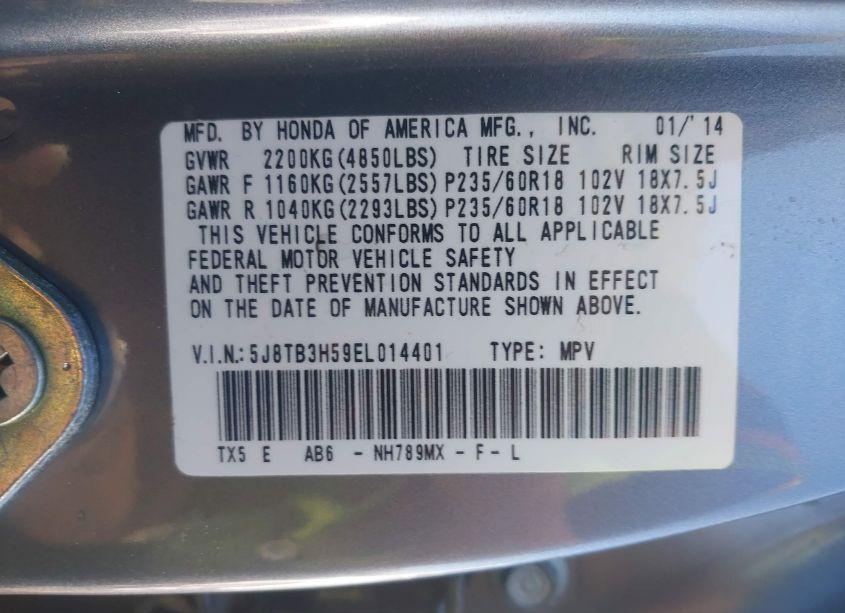 MFD. BY HONDA OF AMERICA MFG., INC. 01/'14
GVWR 2200KG(4850LBS) TIRE SIZE RIM SIZE
GAWR F 1160KG(2557LBS) P235/60R18 102V 18X7.5J
GAWR R 1040KG(2293LBS) P235/60R18 102V 18X7.5J
THIS VEHICLE CONFORMS TO ALL APPLICABLE
FEDERAL MOTOR VEHICLE SAFETY
AND THEFT PREVENTION STANDARDS IN EFFECT
ON THE DATE OF MANUFACTURE SHOWN ABOVE.
V.I.N.: 5J8TB3H59EL014401 TYPE: MPV
TX5 E AB6 - NH789MX - F - L